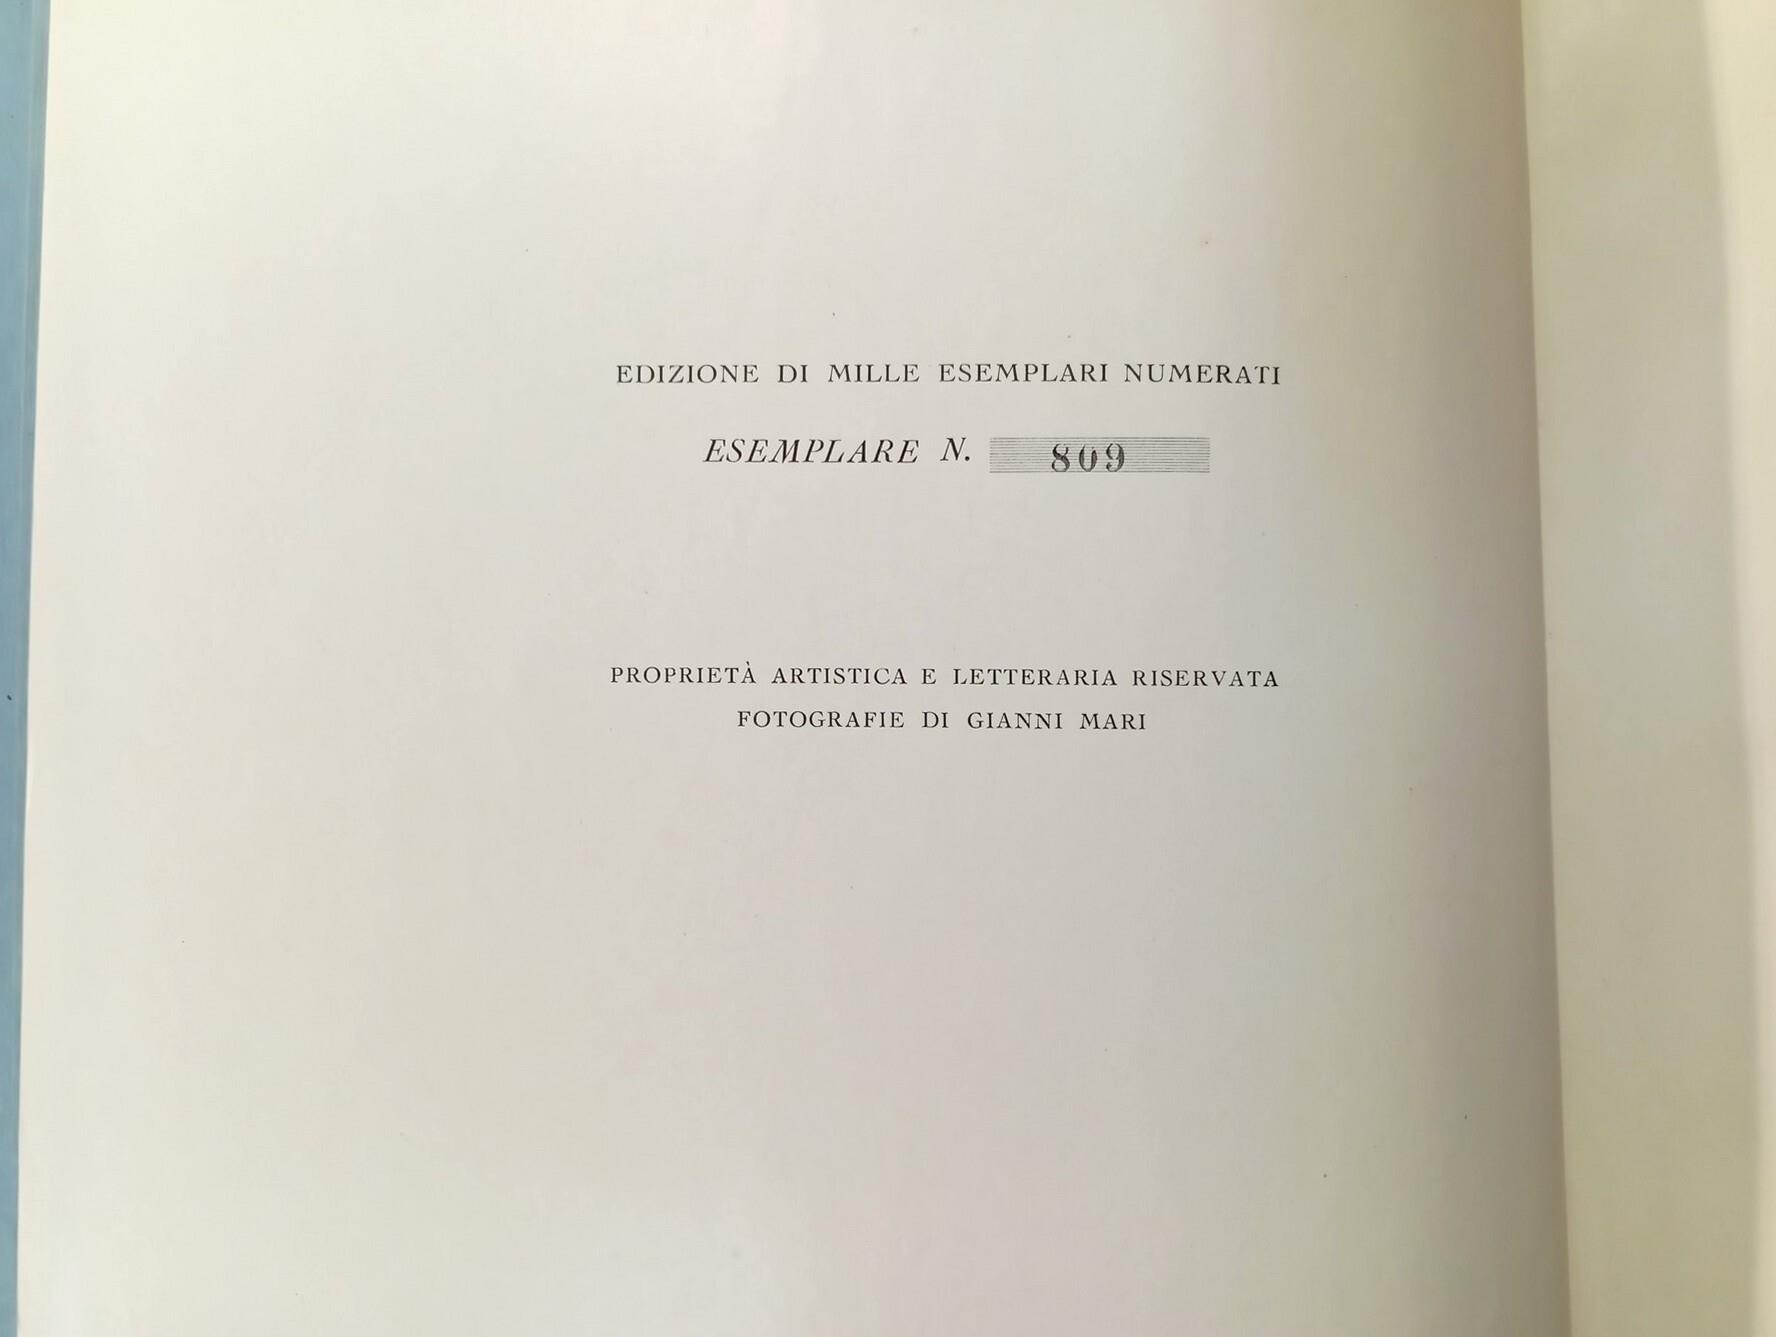 EDIZIONE DI MILLE ESEMPLARI NUMERATI
ESEMPLARE N. 809
PROPRIETÀ ARTISTICA E LETTERARIA RISERVATA
FOTOGRAFIE DI GIANNI MARI